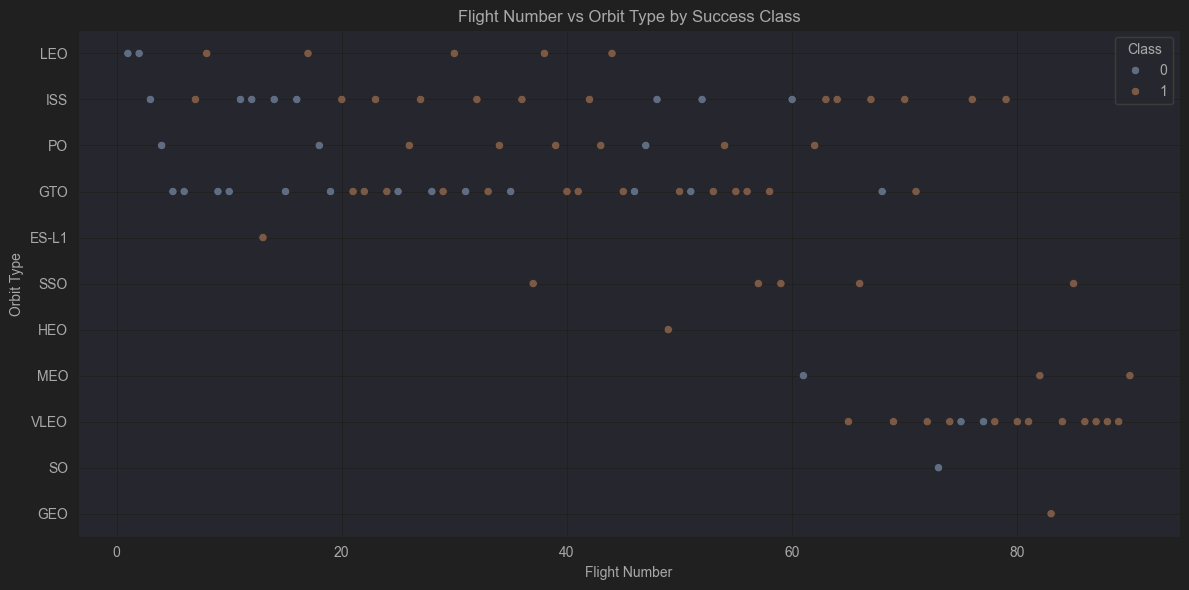 Flight Number vs Orbit Type by Success Class
Class
0
1
Orbit Type
LEO
ISS
PO
GTO
ES-L1
SSO
HEO
MEO
VLEO
SO
GEO
0 20 40 60 80
Flight Number